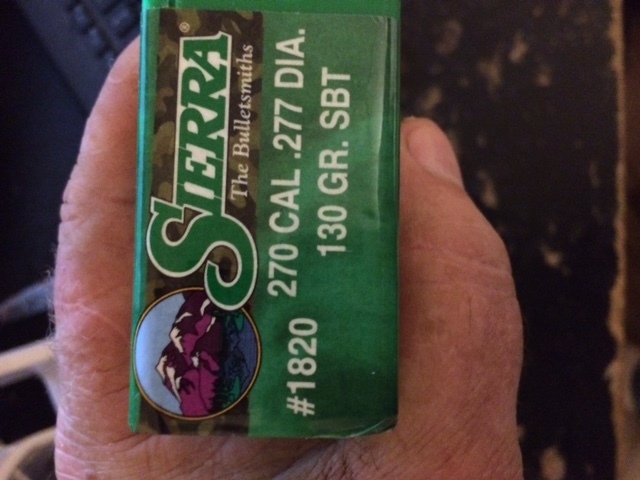 SIERRA®
The Bulletsmiths
#1820 270 CAL .277 DIA.
130 GR. SBT